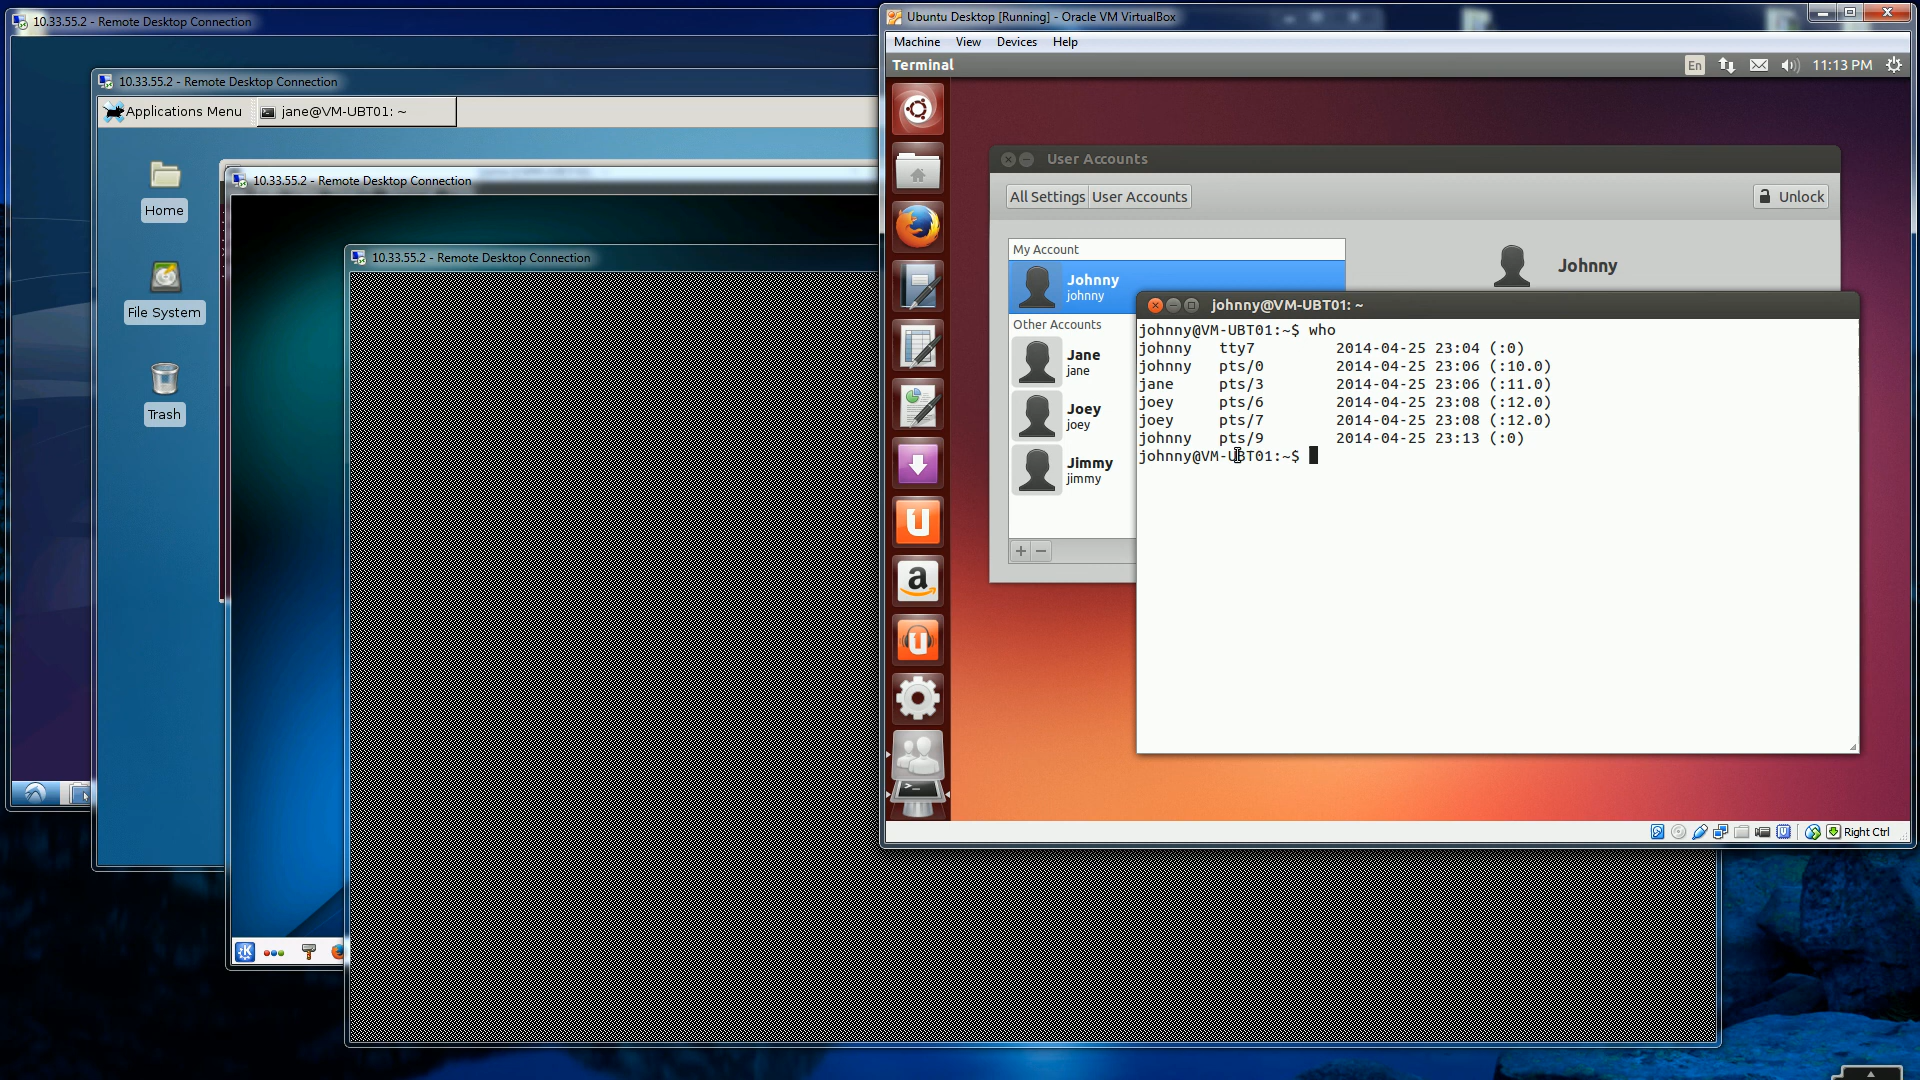 10.33.55.2 - Remote Desktop Connection
10.33.55.2 - Remote Desktop Connection
Applications Menu
jane@VM-UBT01: ~
Home
File System
Trash
10.33.55.2 - Remote Desktop Connection
10.33.55.2 - Remote Desktop Connection
Ubuntu Desktop [Running] - Oracle VM VirtualBox
Machine View Devices Help
Terminal
En
11:13 PM
User Accounts
All Settings User Accounts
Unlock
My Account
Johnny
johnny
Other Accounts
Jane
jane
Joey
joey
Jimmy
jimmy
Johnny
johnny@VM-UBT01: ~
johnny@VM-UBT01:~$ who
johnny tty7 2014-04-25 23:04 (:0)
johnny pts/0 2014-04-25 23:06 (:10.0)
jane pts/3 2014-04-25 23:06 (:11.0)
joey pts/6 2014-04-25 23:08 (:12.0)
joey pts/7 2014-04-25 23:08 (:12.0)
johnny pts/9 2014-04-25 23:13 (:0)
johnny@VM-UBT01:~$
Right Ctrl